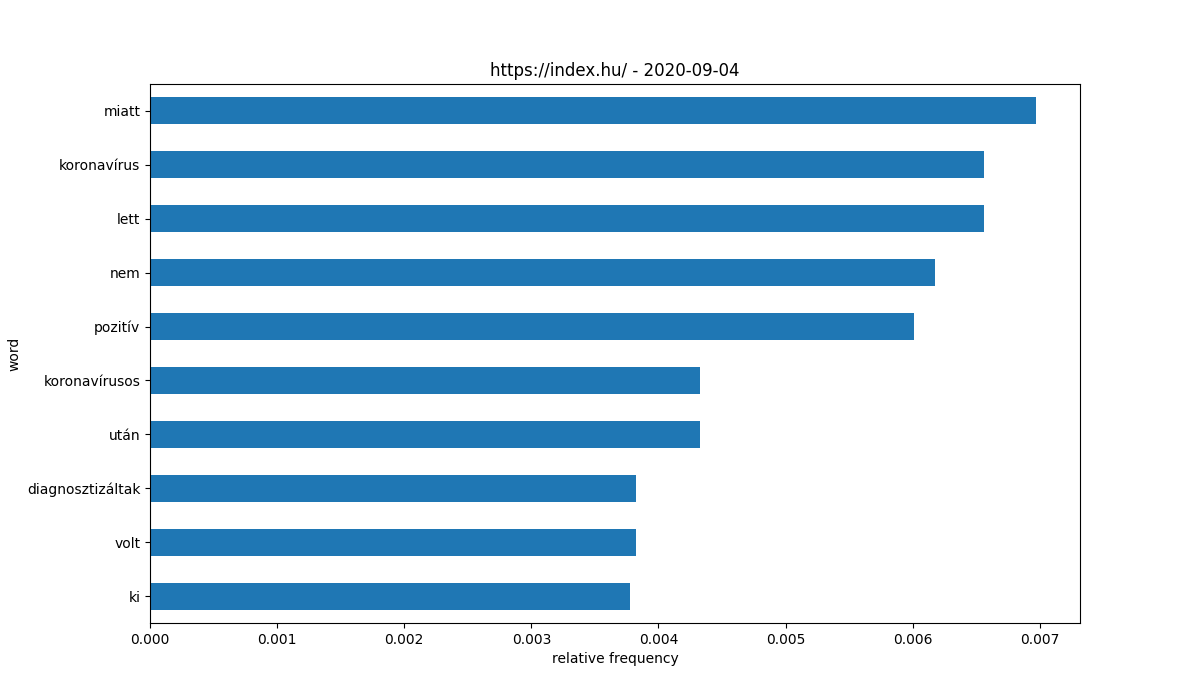 https://index.hu/ - 2020-09-04
word
miatt
koronavírus
lett
nem
pozitív
koronavírusos
után
diagnosztizáltak
volt
ki
0.000 0.001 0.002 0.003 0.004 0.005 0.006 0.007
relative frequency